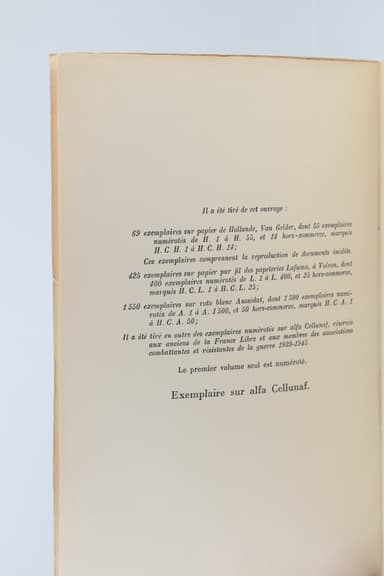 Il a été tiré de cet ouvrage :
69 exemplaires sur papier de Hollande, Van Gelder, dont 55 exemplaires
numérotés de H. 1 à H. 55, et 14 hors-commerce, marqués
H. C. H. 1 à H. C. H. 14 ;
Ces exemplaires comprennent la reproduction de documents inédits.
425 exemplaires sur papier pur fil des papeteries Lafuma, à Voiron, dont
400 exemplaires numérotés de L. 1 à L. 400, et 25 hors-commerce,
marqués H. C. L. 1 à H. C. L. 25 ;
1 550 exemplaires sur roto blanc Aussédat, dont 1 500 exemplaires numé-
rotés de A. 1 à A. 1 500, et 50 hors-commerce, marqués H. C. A. 1
à H. C. A. 50 ;
Il a été tiré en outre des exemplaires numérotés sur alfa Cellunaf, réservés
aux anciens de la France Libre et aux membres des associations
combattantes et résistantes de la guerre 1939-1945.
Le premier volume seul est numéroté.
Exemplaire sur alfa Cellunaf.